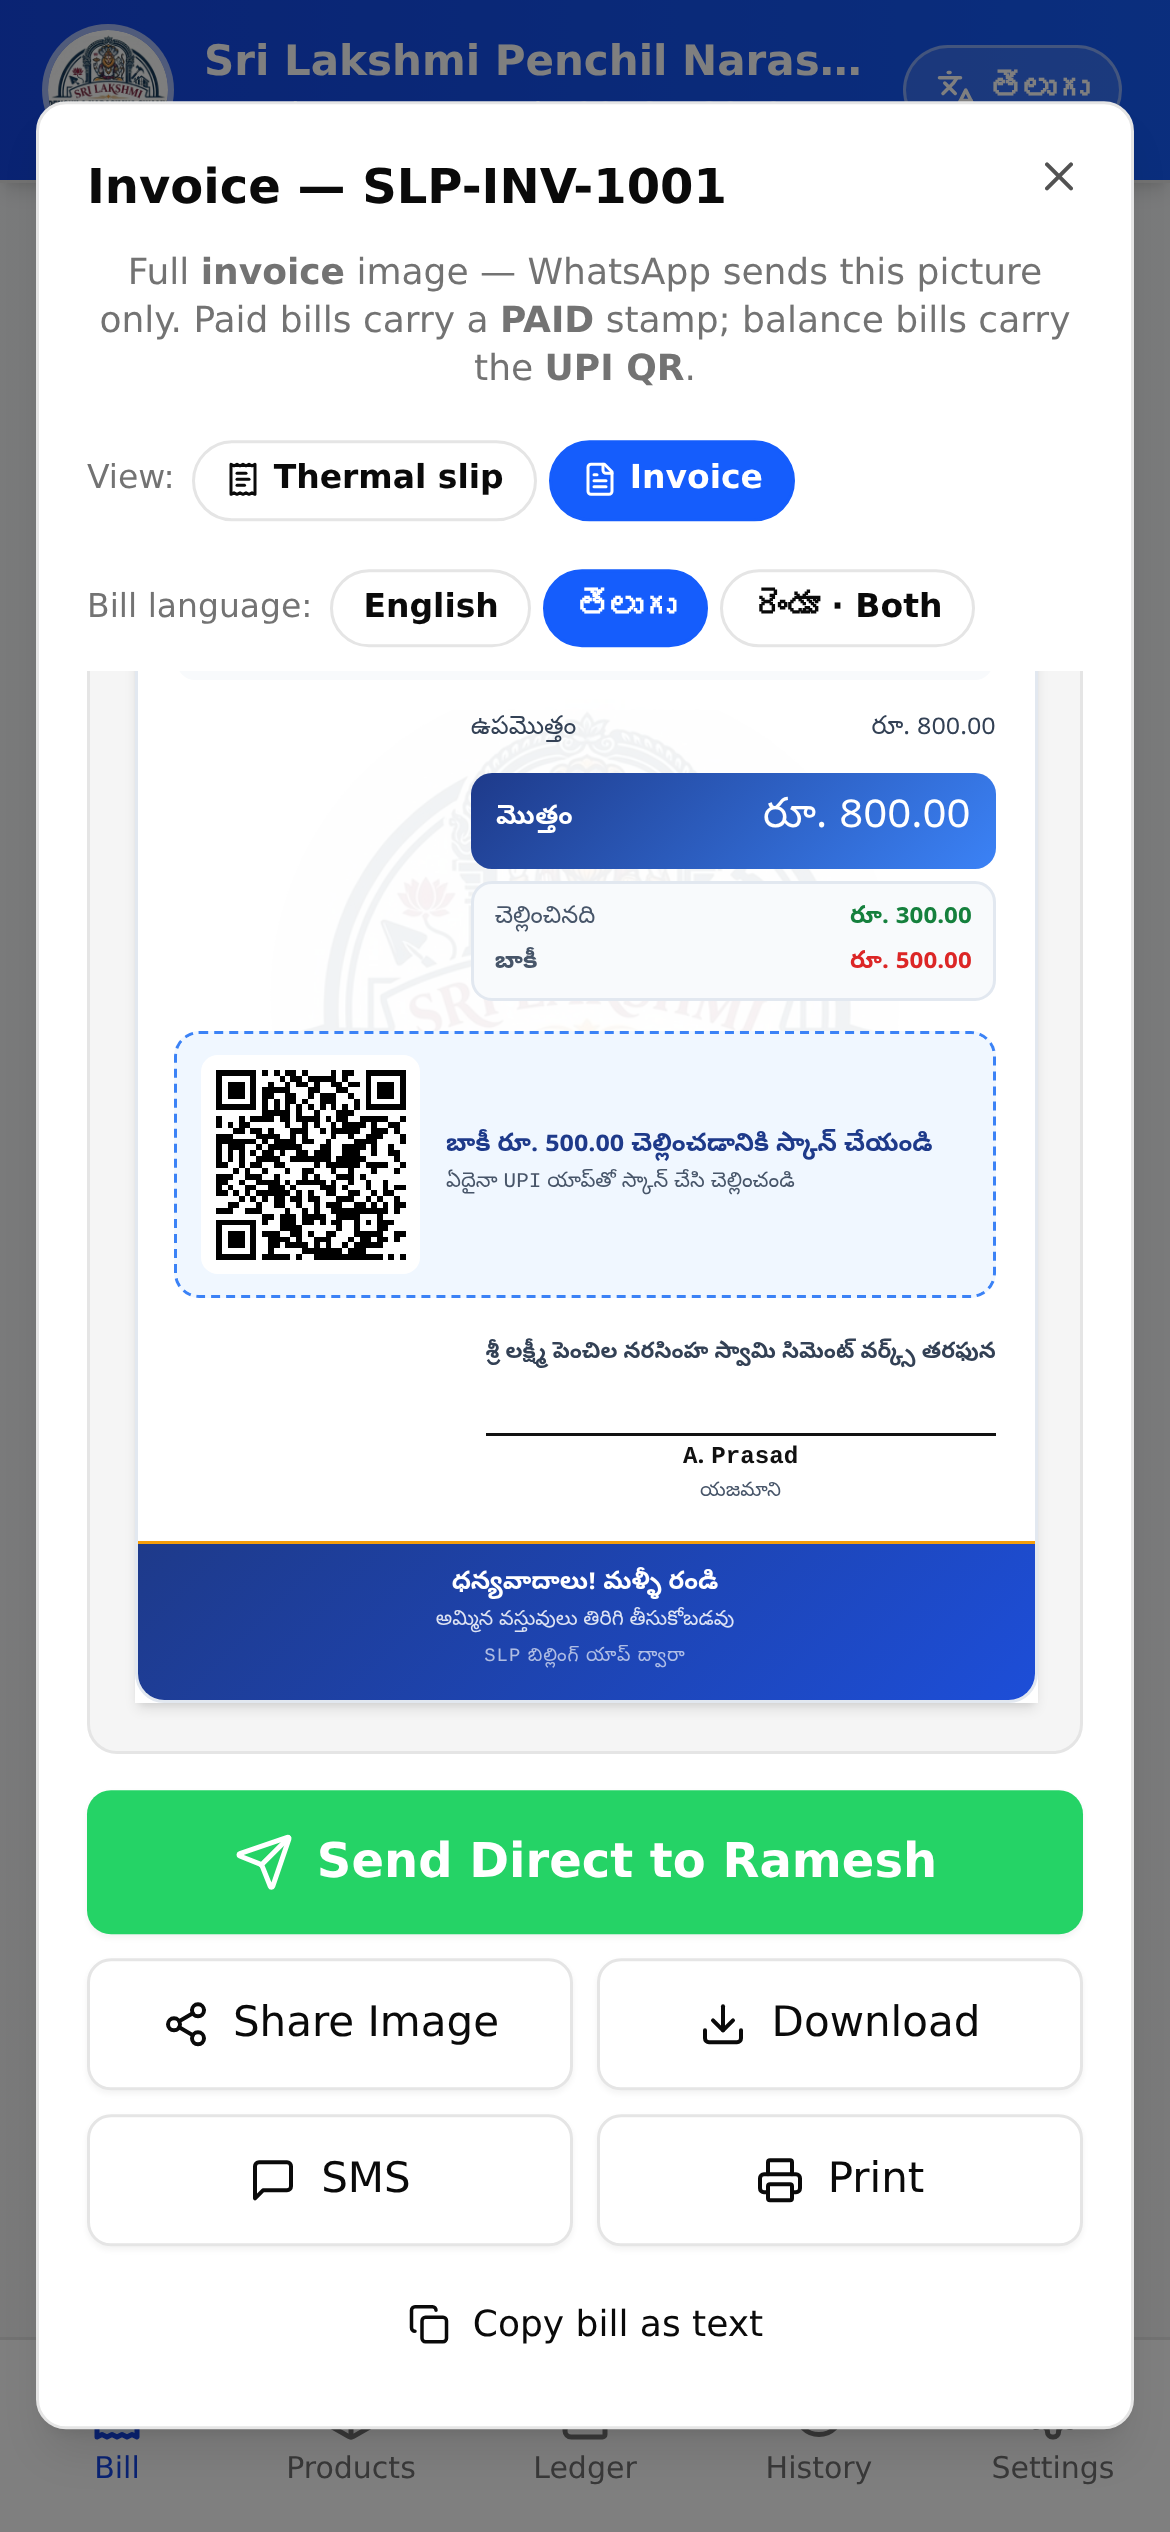 Sri Lakshmi Penchil Naras...
తెలుగు
SRI LAKSHMI
Invoice — SLP-INV-1001
Full invoice image — WhatsApp sends this picture
only. Paid bills carry a PAID stamp; balance bills carry
the UPI QR.
View: Thermal slip Invoice
Bill language: English తెలుగు రెండూ · Both
ఉపమొత్తం రూ. 800.00
మొత్తం రూ. 800.00
చెల్లించినది రూ. 300.00
బాకీ రూ. 500.00
SRI LAKSHMI
బాకీ రూ. 500.00 చెల్లించడానికి స్కాన్ చేయండి
ఏదైనా UPI యాప్‌తో స్కాన్ చేసి చెల్లించండి
శ్రీ లక్ష్మీ పెంచిల నరసింహ స్వామి సిమెంట్ వర్క్స్ తరఫున
A. Prasad
యజమాని
ధన్యవాదాలు! మళ్ళీ రండి
అమ్మిన వస్తువులు తిరిగి తీసుకోబడవు
SLP బిల్లింగ్ యాప్ ద్వారా
Send Direct to Ramesh
Share Image Download
SMS Print
Copy bill as text
Bill Products Ledger History Settings